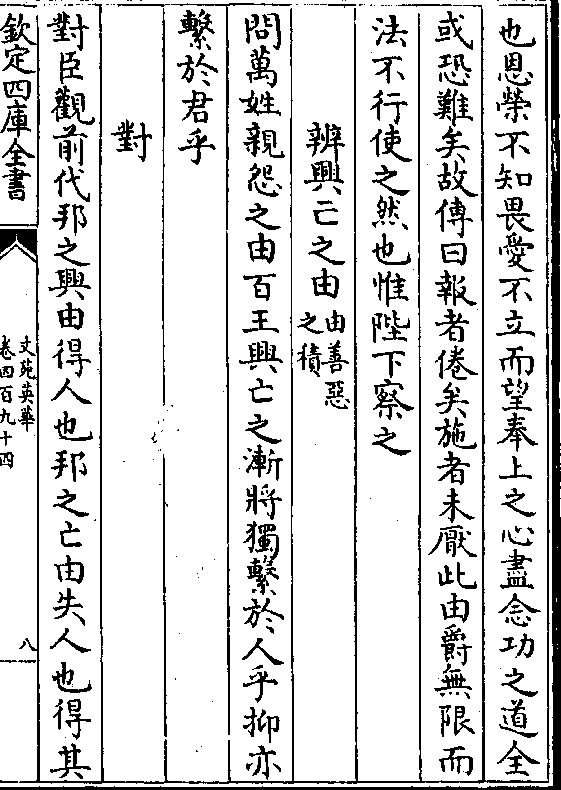 也恩榮不知畏愛不立而望奉上之心盡念功之道全
或恐難矣故傳曰報者倦矣施者未厭此由爵無限而
法不行使之然也惟陛下察之
辨興亡之由由善惡之積
問萬姓親怨之由百王興亡之漸將獨繫於人乎抑亦
繫於君乎
對
對臣觀前代邦之興由得人也邦之亡由失人也得其
欽定四庫全書
文苑英華
卷四百九十四
八